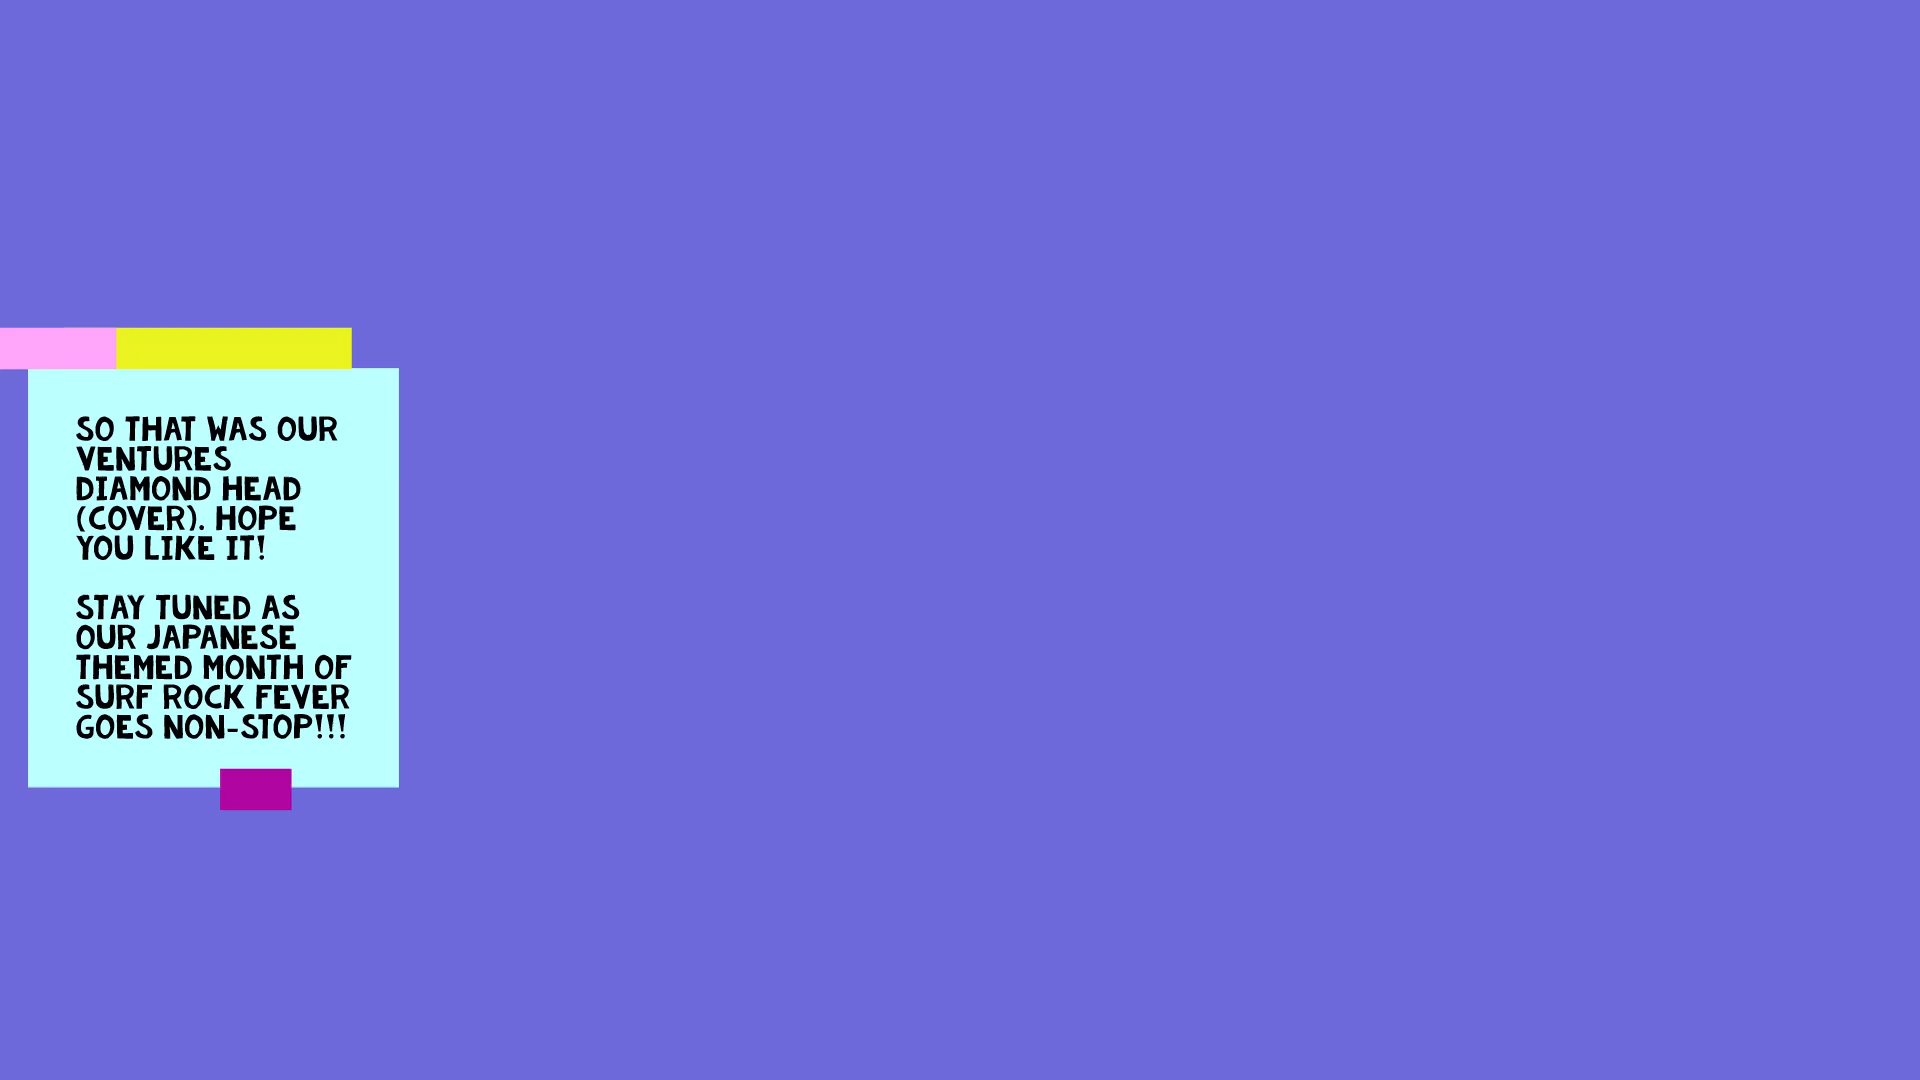 SO THAT WAS OUR
VENTURES
DIAMOND HEAD
(COVER). HOPE
YOU LIKE IT!
STAY TUNED AS
OUR JAPANESE
THEMED MONTH OF
SURF ROCK FEVER
GOES NON-STOP!!!